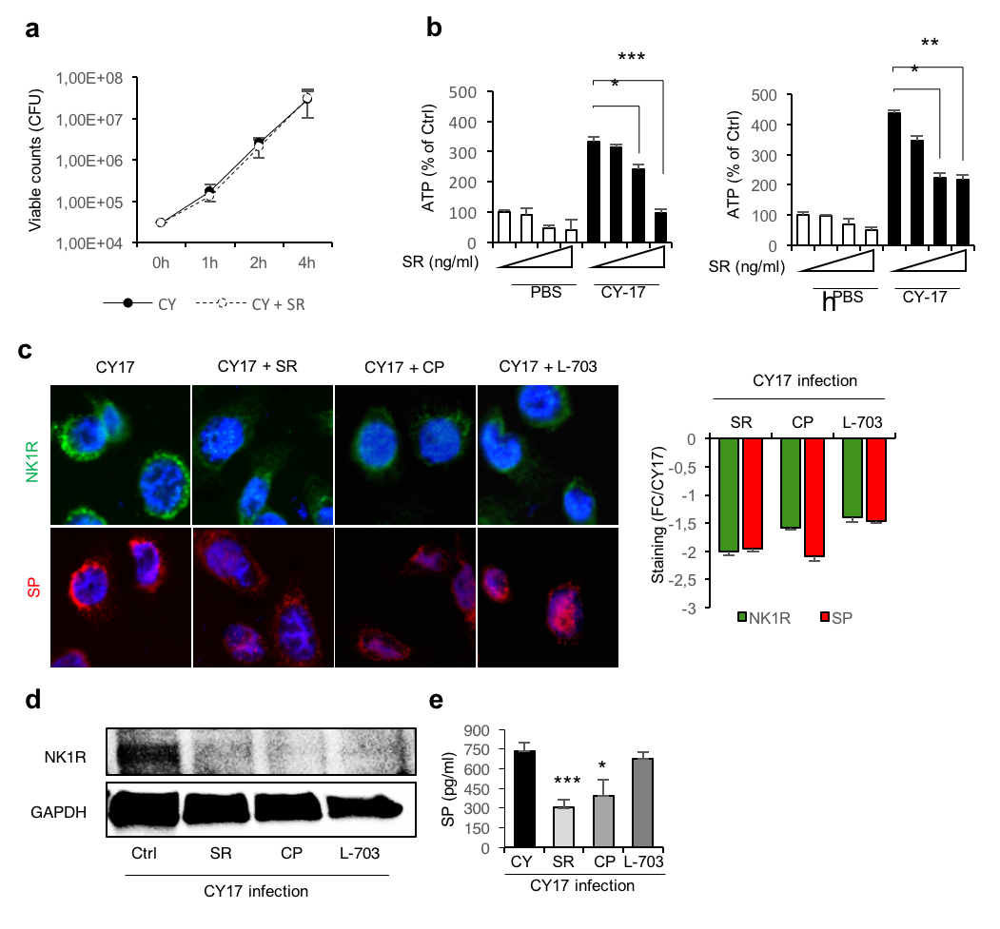 a
Viable counts (CFU)
1,00E+08
1,00E+07
1,00E+06
1,00E+05
1,00E+04
0h 1h 2h 4h
CY CY + SR
b
ATP (% of Ctrl)
500
400
300
200
100
0
***
*
SR (ng/ml)
PBS CY-17
ATP (% of Ctrl)
500
400
300
200
100
0
**
*
SR (ng/ml)
PBS CY-17
h
c
CY17 CY17 + SR CY17 + CP CY17 + L-703
NK1R
SP
CY17 infection
SR CP L-703
Staining (FC/CY17)
0
-0,5
-1
-1,5
-2
-2,5
-3
NK1R SP
d
NK1R
GAPDH
Ctrl SR CP L-703
CY17 infection
e
SP (pg/ml)
900
750
600
450
300
150
0
***
*
CY SR CP L-703
CY17 infection